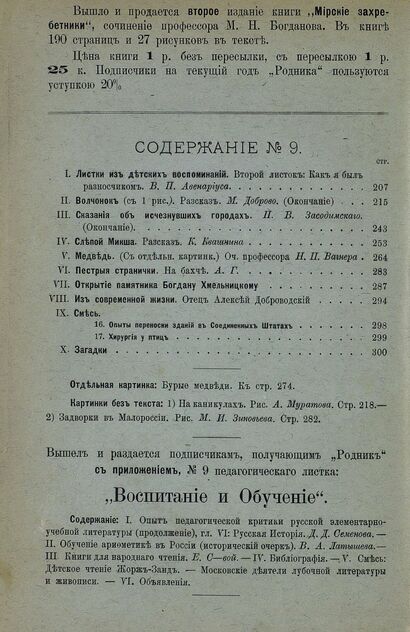 Вышло и продается второе изданіе книги „Мірскіе захре-
бетники“, сочиненіе профессора М. Н. Богданова. Въ книгѣ
190 страницъ и 27 рисунковъ въ текстѣ.
Цѣна книги 1 р. безъ пересылки, съ пересылкою 1 р.
25 к. Подписчики на текущій годъ „Родника“ пользуются
уступкою 20%
СОДЕРЖАНІЕ № 9.
СТР.
I. Листки изъ дѣтскихъ воспоминаній. Второй листокъ: Какъ я былъ
разносчикомъ. В. П. Авенаріуса. 207
II. Волчонокъ (съ 1 рис.). Разсказъ. М. Доброво. (Окончаніе) 215
III. Сказанія объ исчезнувшихъ городахъ. П. В. Засодимскаго.
(Окончаніе). 243
IV. Слѣпой Микша. Разсказ. К. Квашнина 253
V. Медвѣдь. (Съ отдѣльн. картинк.) Оч. профессора Н. П. Вагнера 264
VI. Пестрыя странички. На бахчѣ. А. Г. 283
VII. Открытіе памятника Богдану Хмельницкому 287
VIII. Изъ современной жизни. Отецъ Алексѣй Доброводскій 294
IX. Смѣсь.
16. Опыты переноски зданій въ Соединенныхъ Штатахъ 298
17. Хирургія у птицъ 299
X. Загадки 300
Отдѣльная картинка: Бурые медвѣди. Къ стр. 274.
Картинки безъ текста: 1) На каникулахъ. Рис. А. Муратова. Стр. 218.—
2) Задворки въ Малороссіи. Рис. М. И. Зиновьева. Стр. 282.
Вышелъ и раздается подписчикамъ, получающимъ „Родникъ“
съ приложеніемъ, № 9 педагогическаго листка:
„Воспитаніе и Обученіе“.
Содержаніе: I. Опытъ педагогической критики русской элементарно-
учебной литературы (продолженіе), гл. VI: Русская Исторія. Д. Д. Семенова. —
II. Обученіе ариѳметикѣ въ Россіи (историческій очеркъ). В. А. Латышева.—
III Книги для народнаго чтенія. Е. С—вой. — IV. Библіографія. — V. Смѣсь:
Дѣтское чтеніе Жоржъ-Зандъ. — Московскіе дѣятели лубочной литературы
и живописи. — VI. Объявленія.